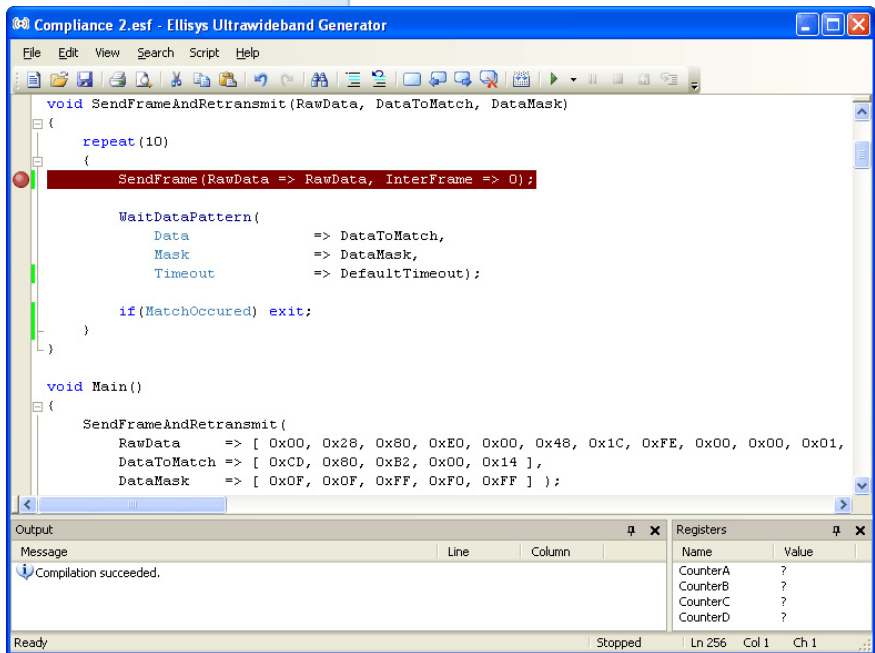 Compliance 2.esf - Ellisys Ultrawideband Generator
File Edit View Search Script Help
void SendFrameAndRetransmit(RawData, DataToMatch, DataMask)
{
repeat(10)
{
SendFrame(RawData => RawData, InterFrame => 0);
WaitDataPattern(
Data => DataToMatch,
Mask => DataMask,
Timeout => DefaultTimeout);
if(MatchOccured) exit;
}
}
void Main()
{
SendFrameAndRetransmit(
RawData => [ 0x00, 0x28, 0x80, 0xE0, 0x00, 0x48, 0x1C, 0xFE, 0x00, 0x00, 0x01,
DataToMatch => [ 0xCD, 0x80, 0xB2, 0x00, 0x14 ],
DataMask => [ 0x0F, 0x0F, 0xFF, 0xF0, 0xFF ] );
Output
Message Line Column
Compilation succeeded.
Registers
Name Value
CounterA ?
CounterB ?
CounterC ?
CounterD ?
Ready Stopped Ln 256 Col 1 Ch 1